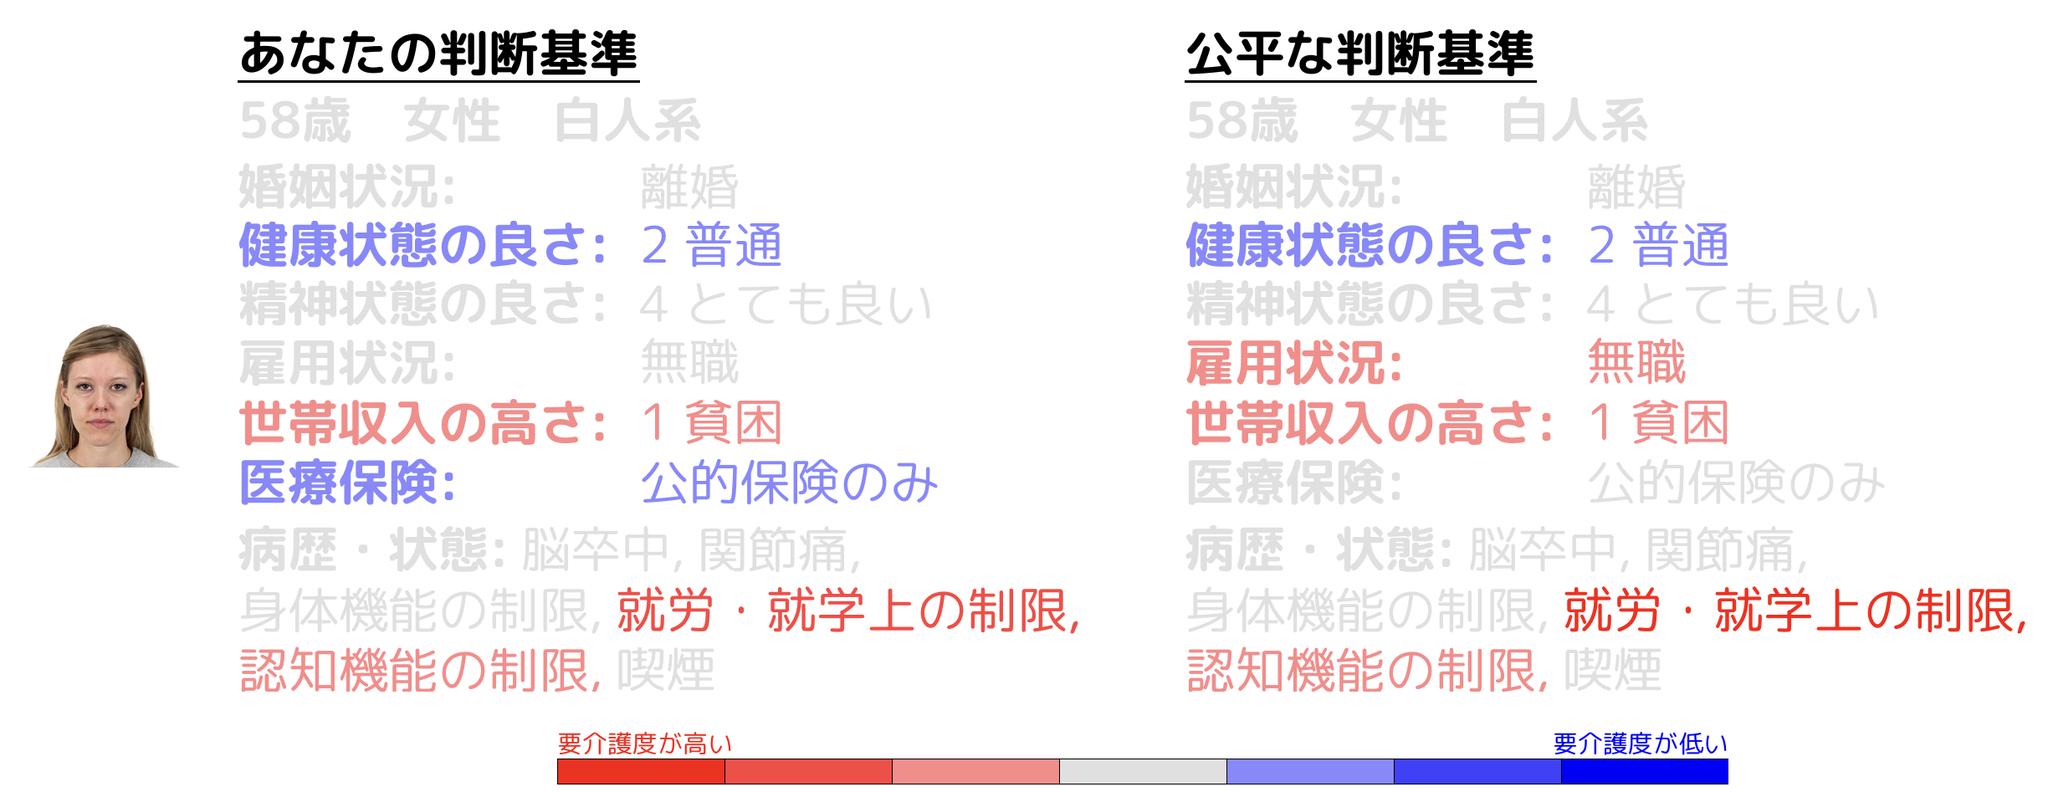 あなたの判断基準
58歳　女性　白人系
婚姻状況: 離婚
健康状態の良さ: 2 普通
精神状態の良さ: 4 とても良い
雇用状況: 無職
世帯収入の高さ: 1 貧困
医療保険: 公的保険のみ
病歴・状態: 脳卒中, 関節痛,
身体機能の制限, 就労・就学上の制限,
認知機能の制限, 喫煙
公平な判断基準
58歳　女性　白人系
婚姻状況: 離婚
健康状態の良さ: 2 普通
精神状態の良さ: 4 とても良い
雇用状況: 無職
世帯収入の高さ: 1 貧困
医療保険: 公的保険のみ
病歴・状態: 脳卒中, 関節痛,
身体機能の制限, 就労・就学上の制限,
認知機能の制限, 喫煙
要介護度が高い
要介護度が低い